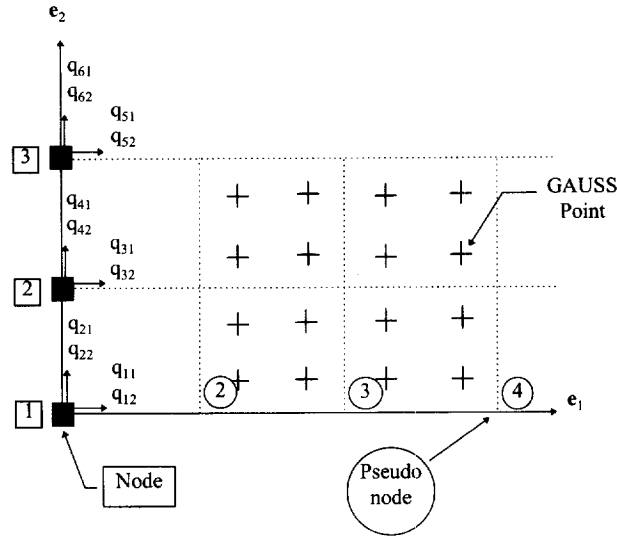 e₂
q₆₁
q₆₂
q₅₁
q₅₂
3
q₄₁
q₄₂
GAUSS
Point
q₃₁
q₃₂
2
q₂₁
q₂₂
q₁₁
q₁₂
1
2
3
4
e₁
Node
Pseudo
node